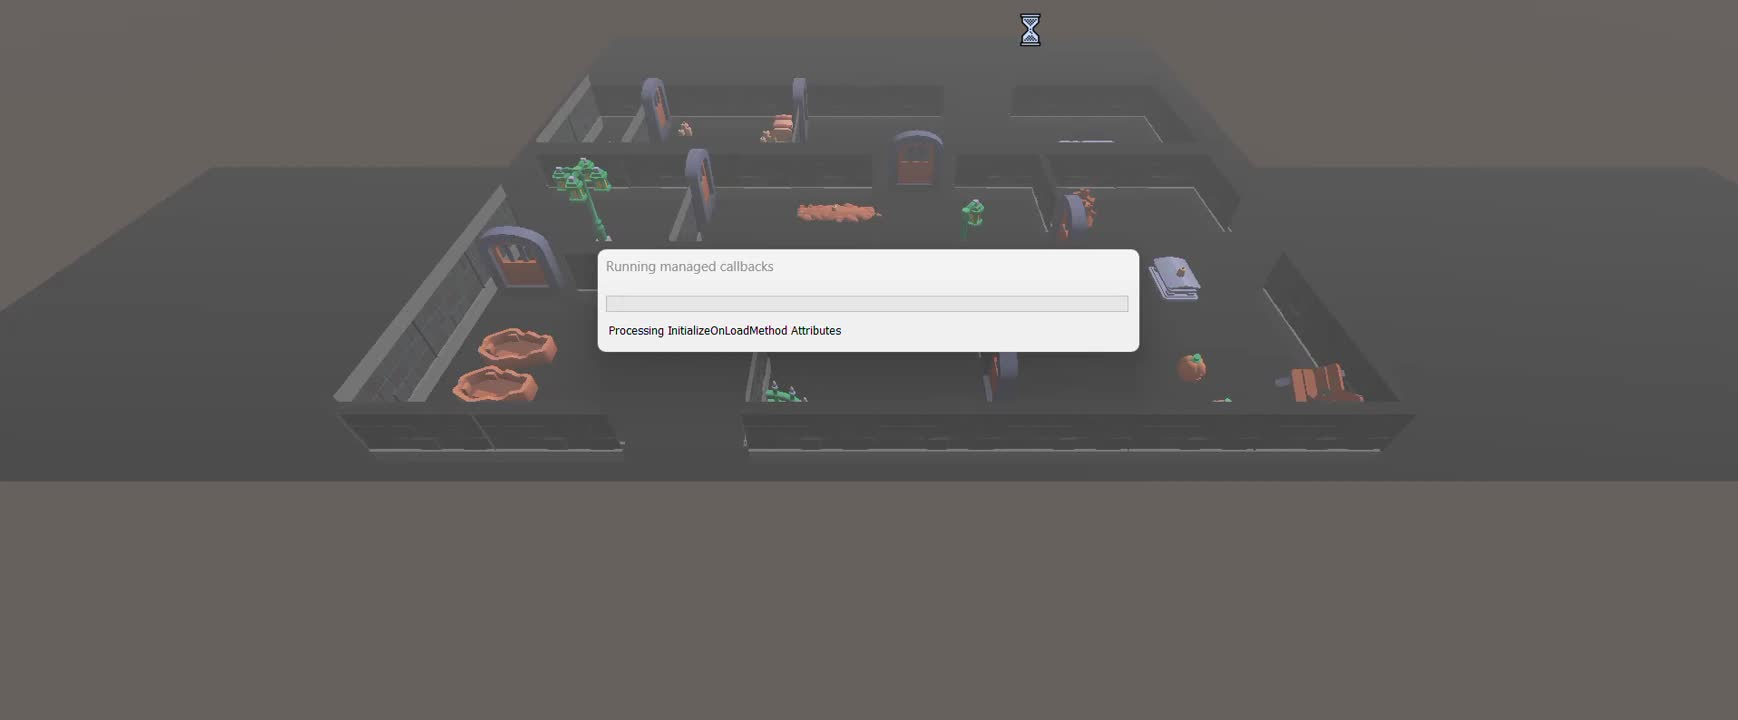 Running managed callbacks
Processing InitializeOnLoadMethod Attributes